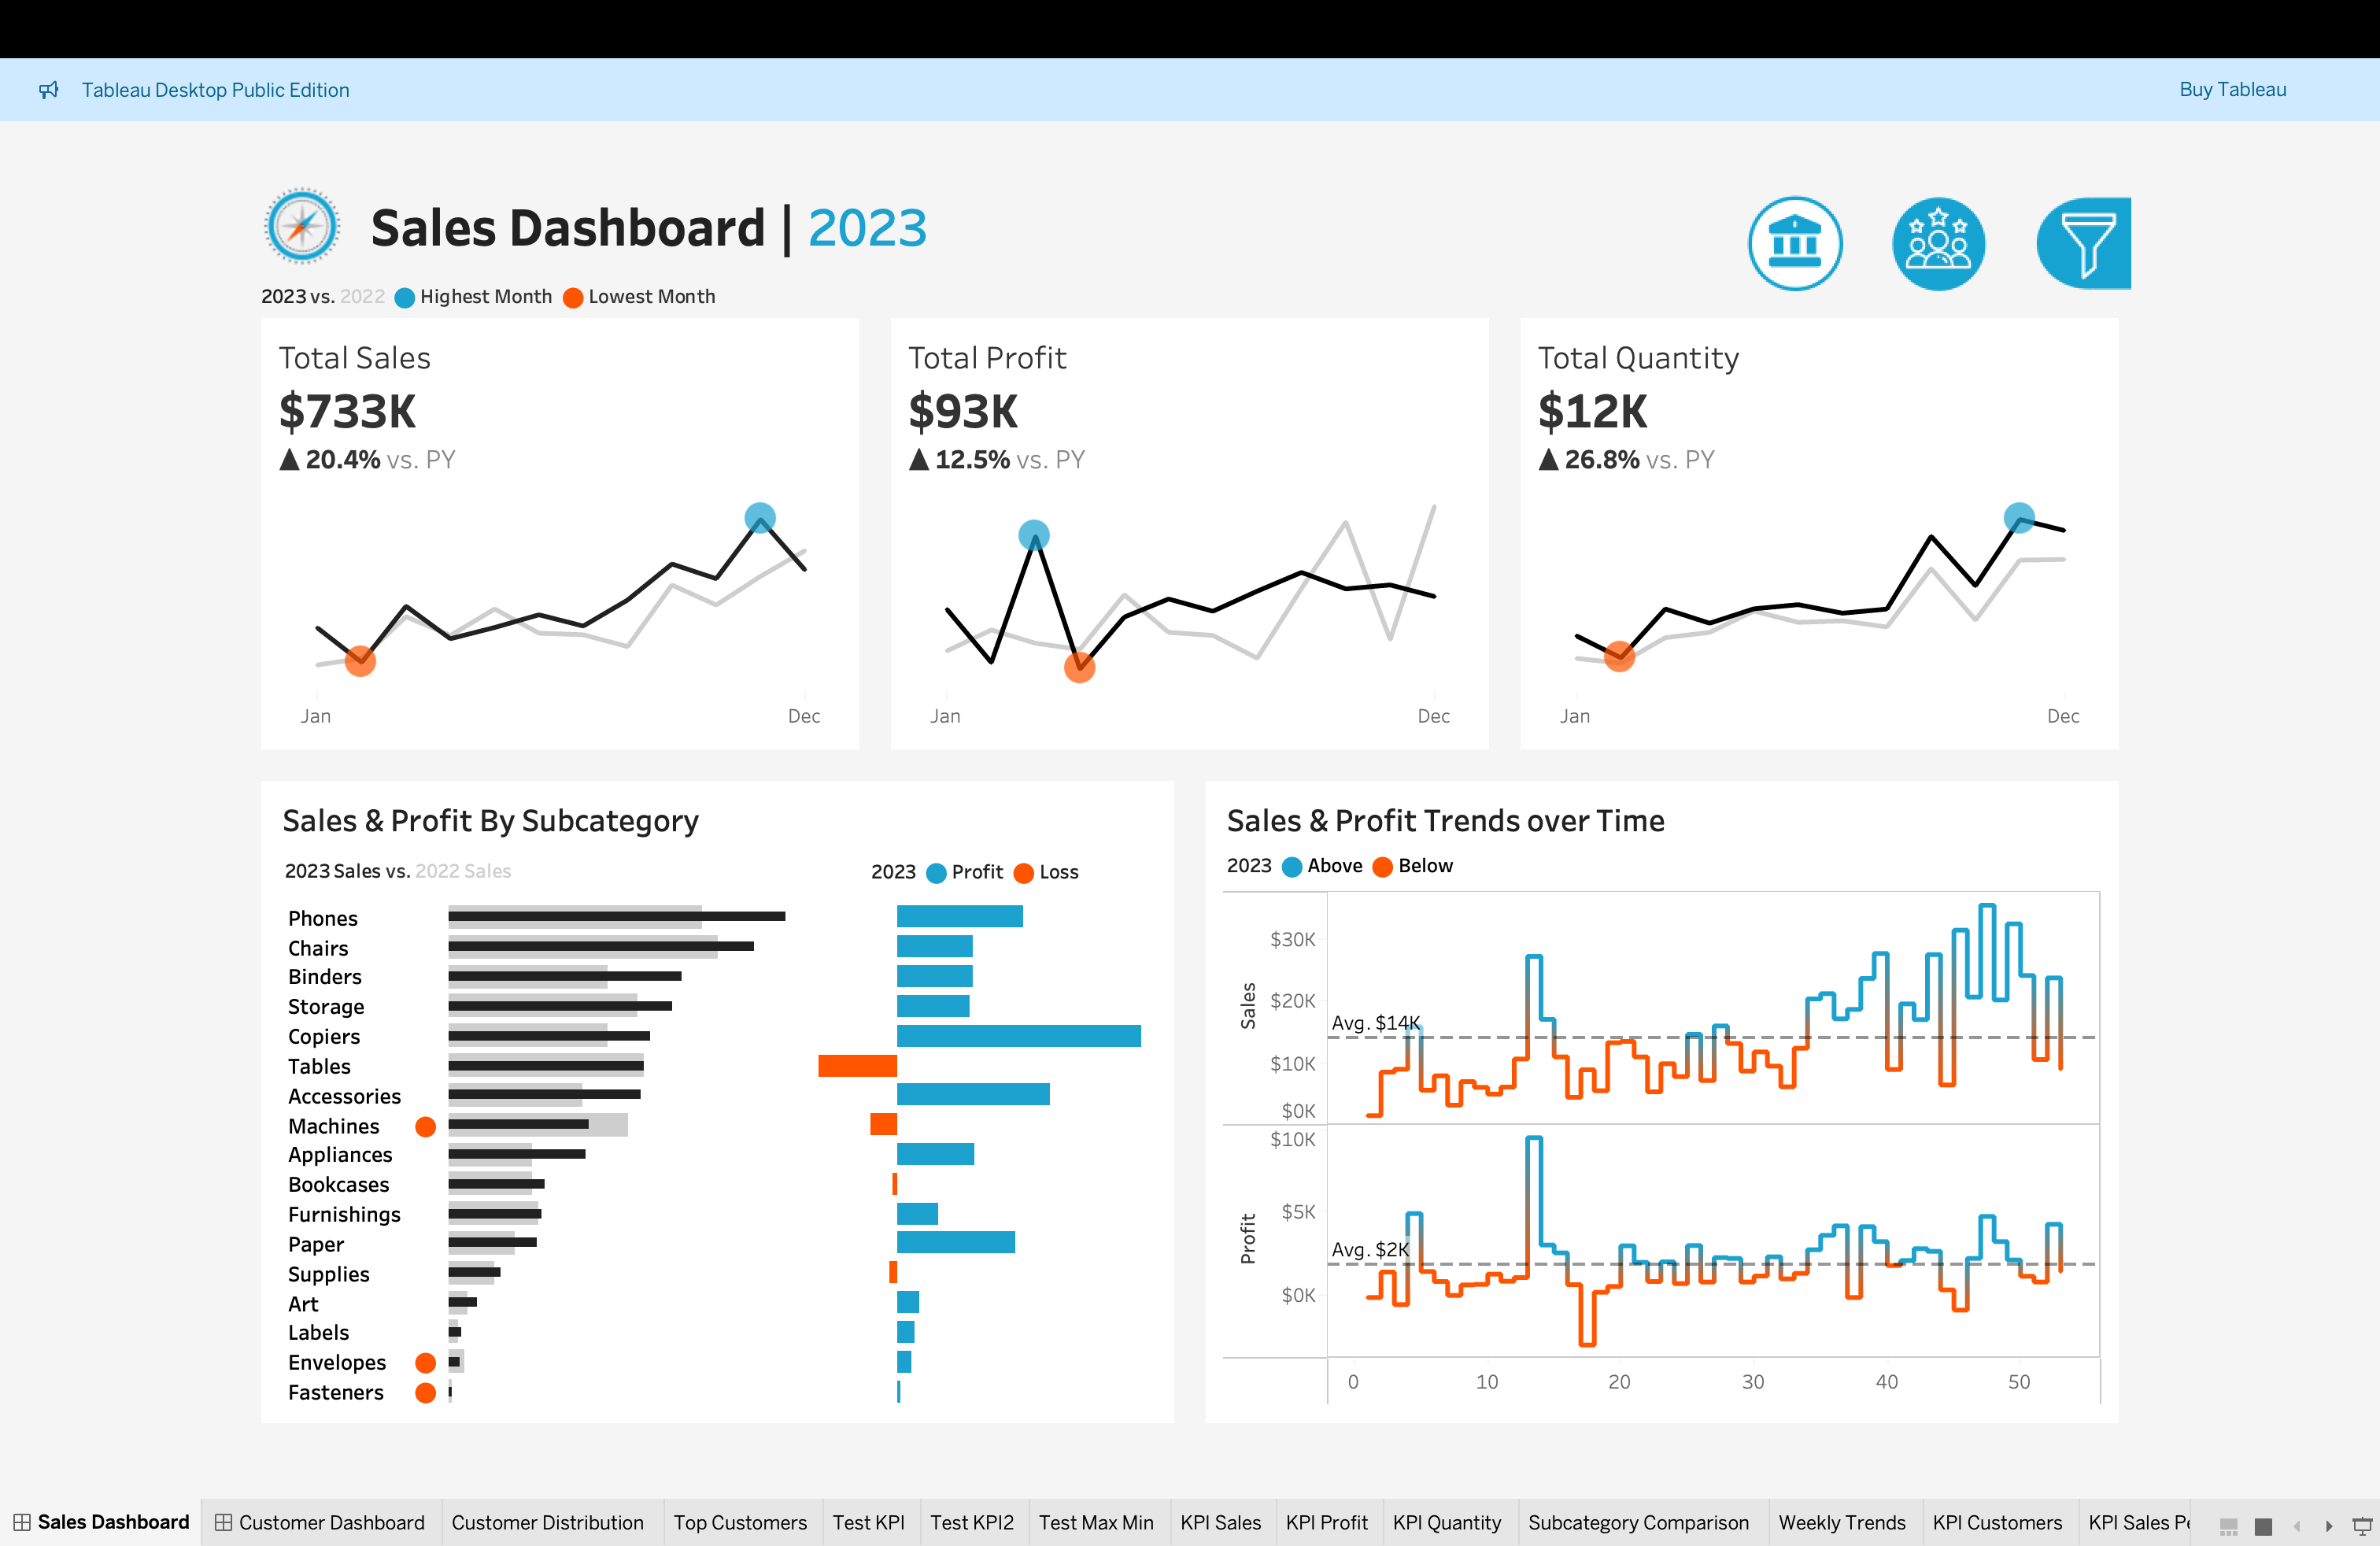 Tableau Desktop Public Edition
Buy Tableau
Sales Dashboard | 2023
2023 vs. 2022 Highest Month Lowest Month
Total Sales
$733K
▲ 20.4% vs. PY
Jan Dec
Total Profit
$93K
▲ 12.5% vs. PY
Jan Dec
Total Quantity
$12K
▲ 26.8% vs. PY
Jan Dec
Sales & Profit By Subcategory
2023 Sales vs. 2022 Sales
2023 Profit Loss
Phones
Chairs
Binders
Storage
Copiers
Tables
Accessories
Machines
Appliances
Bookcases
Furnishings
Paper
Supplies
Art
Labels
Envelopes
Fasteners
Sales & Profit Trends over Time
2023 Above Below
Sales
$30K
$20K
$10K
$0K
Avg. $14K
Profit
$10K
$5K
$0K
Avg. $2K
0 10 20 30 40 50
Sales Dashboard Customer Dashboard Customer Distribution Top Customers Test KPI Test KPI2 Test Max Min KPI Sales KPI Profit KPI Quantity Subcategory Comparison Weekly Trends KPI Customers KPI Sales